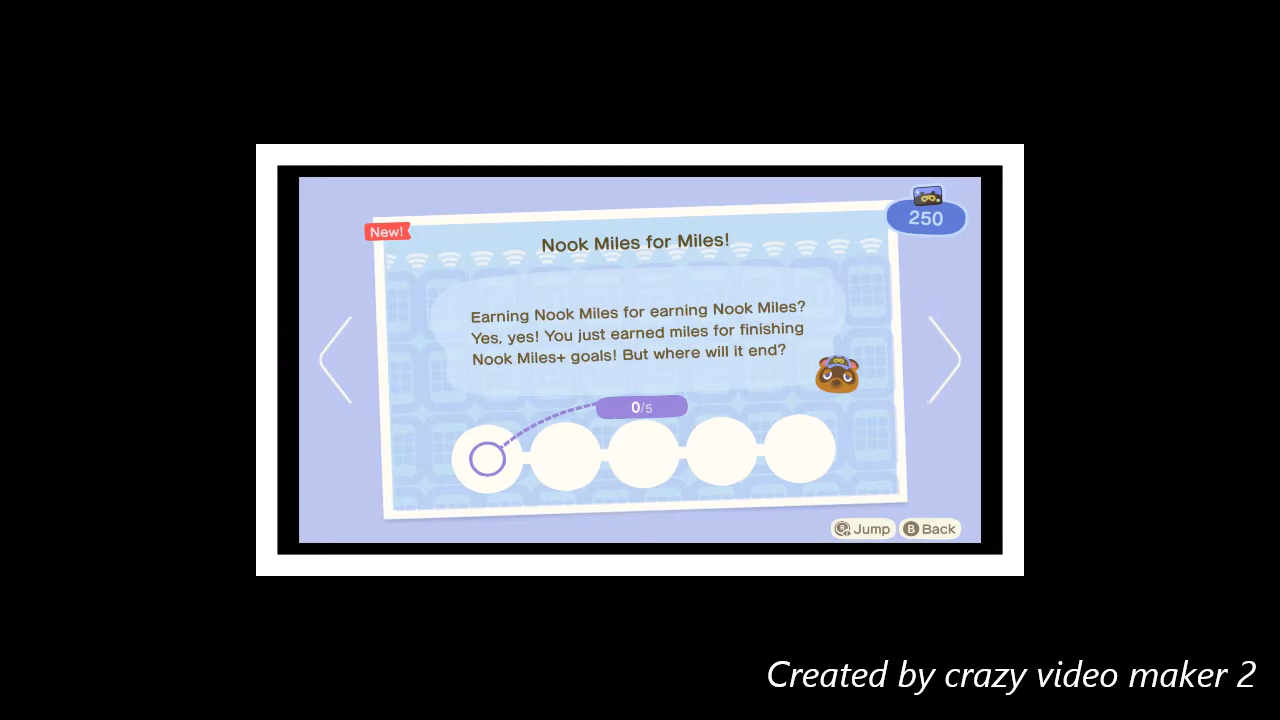 250
New!
Nook Miles for Miles!
Earning Nook Miles for earning Nook Miles?
Yes, yes! You just earned miles for finishing
Nook Miles+ goals! But where will it end?
0/5
R Jump B Back
Created by crazy video maker 2